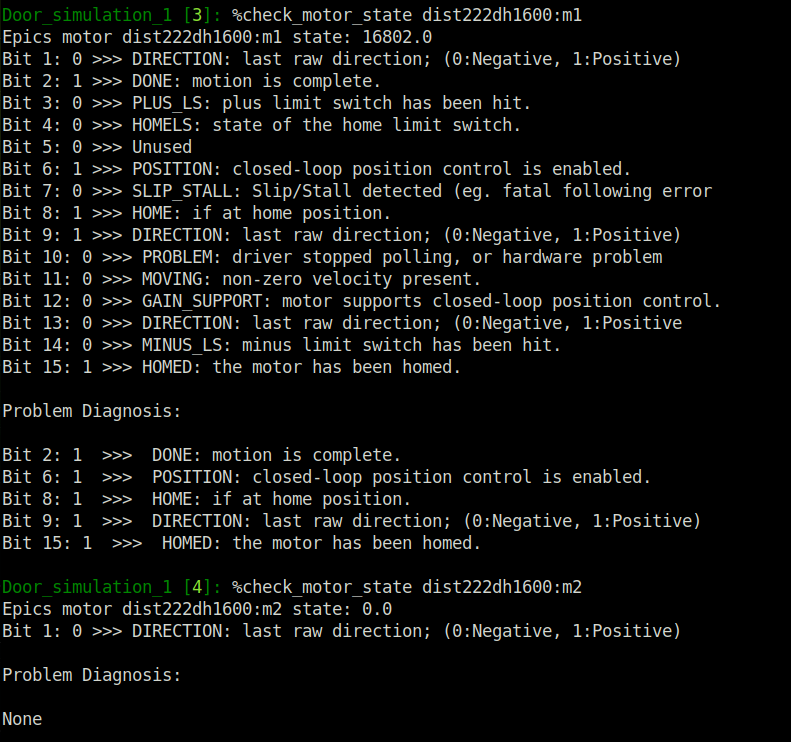 Door_simulation_1 [3]: %check_motor_state dist222dh1600:m1
Epics motor dist222dh1600:m1 state: 16802.0
Bit 1: 0 >>> DIRECTION: last raw direction; (0:Negative, 1:Positive)
Bit 2: 1 >>> DONE: motion is complete.
Bit 3: 0 >>> PLUS_LS: plus limit switch has been hit.
Bit 4: 0 >>> HOMELS: state of the home limit switch.
Bit 5: 0 >>> Unused
Bit 6: 1 >>> POSITION: closed-loop position control is enabled.
Bit 7: 0 >>> SLIP_STALL: Slip/Stall detected (eg. fatal following error
Bit 8: 1 >>> HOME: if at home position.
Bit 9: 1 >>> DIRECTION: last raw direction; (0:Negative, 1:Positive)
Bit 10: 0 >>> PROBLEM: driver stopped polling, or hardware problem
Bit 11: 0 >>> MOVING: non-zero velocity present.
Bit 12: 0 >>> GAIN_SUPPORT: motor supports closed-loop position control.
Bit 13: 0 >>> DIRECTION: last raw direction; (0:Negative, 1:Positive
Bit 14: 0 >>> MINUS_LS: minus limit switch has been hit.
Bit 15: 1 >>> HOMED: the motor has been homed.
Problem Diagnosis:
Bit 2: 1  >>>  DONE: motion is complete.
Bit 6: 1  >>>  POSITION: closed-loop position control is enabled.
Bit 8: 1  >>>  HOME: if at home position.
Bit 9: 1  >>>  DIRECTION: last raw direction; (0:Negative, 1:Positive)
Bit 15: 1  >>>  HOMED: the motor has been homed.
Door_simulation_1 [4]: %check_motor_state dist222dh1600:m2
Epics motor dist222dh1600:m2 state: 0.0
Bit 1: 0 >>> DIRECTION: last raw direction; (0:Negative, 1:Positive)
Problem Diagnosis:
None